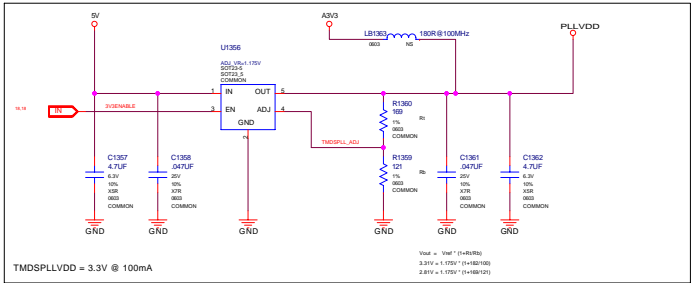 5V
A3V3
PLLVDD
LB1363
180R@100MHz
0603
NS
U1356
ADJ_VR=1.175V
SOT23-5
SOT23_5
COMMON
1
IN
OUT
5
3
EN
ADJ
4
GND
2
IN
3V3ENABLE
TMDSPLL_ADJ
R1360
169
1%
0603
COMMON
Rt
R1359
121
1%
0603
COMMON
Rb
C1357
4.7UF
6.3V
10%
X5R
0603
COMMON
C1358
.047UF
25V
10%
X7R
0603
COMMON
C1361
.047UF
25V
10%
X7R
0603
COMMON
C1362
4.7UF
6.3V
10%
X5R
0603
COMMON
GND
GND
GND
GND
GND
GND
TMDSPLLVDD = 3.3V @ 100mA
Vout = Vref * (1+Rt/Rb)
3.31V = 1.175V * (1+182/100)
2.81V = 1.175V * (1+169/121)